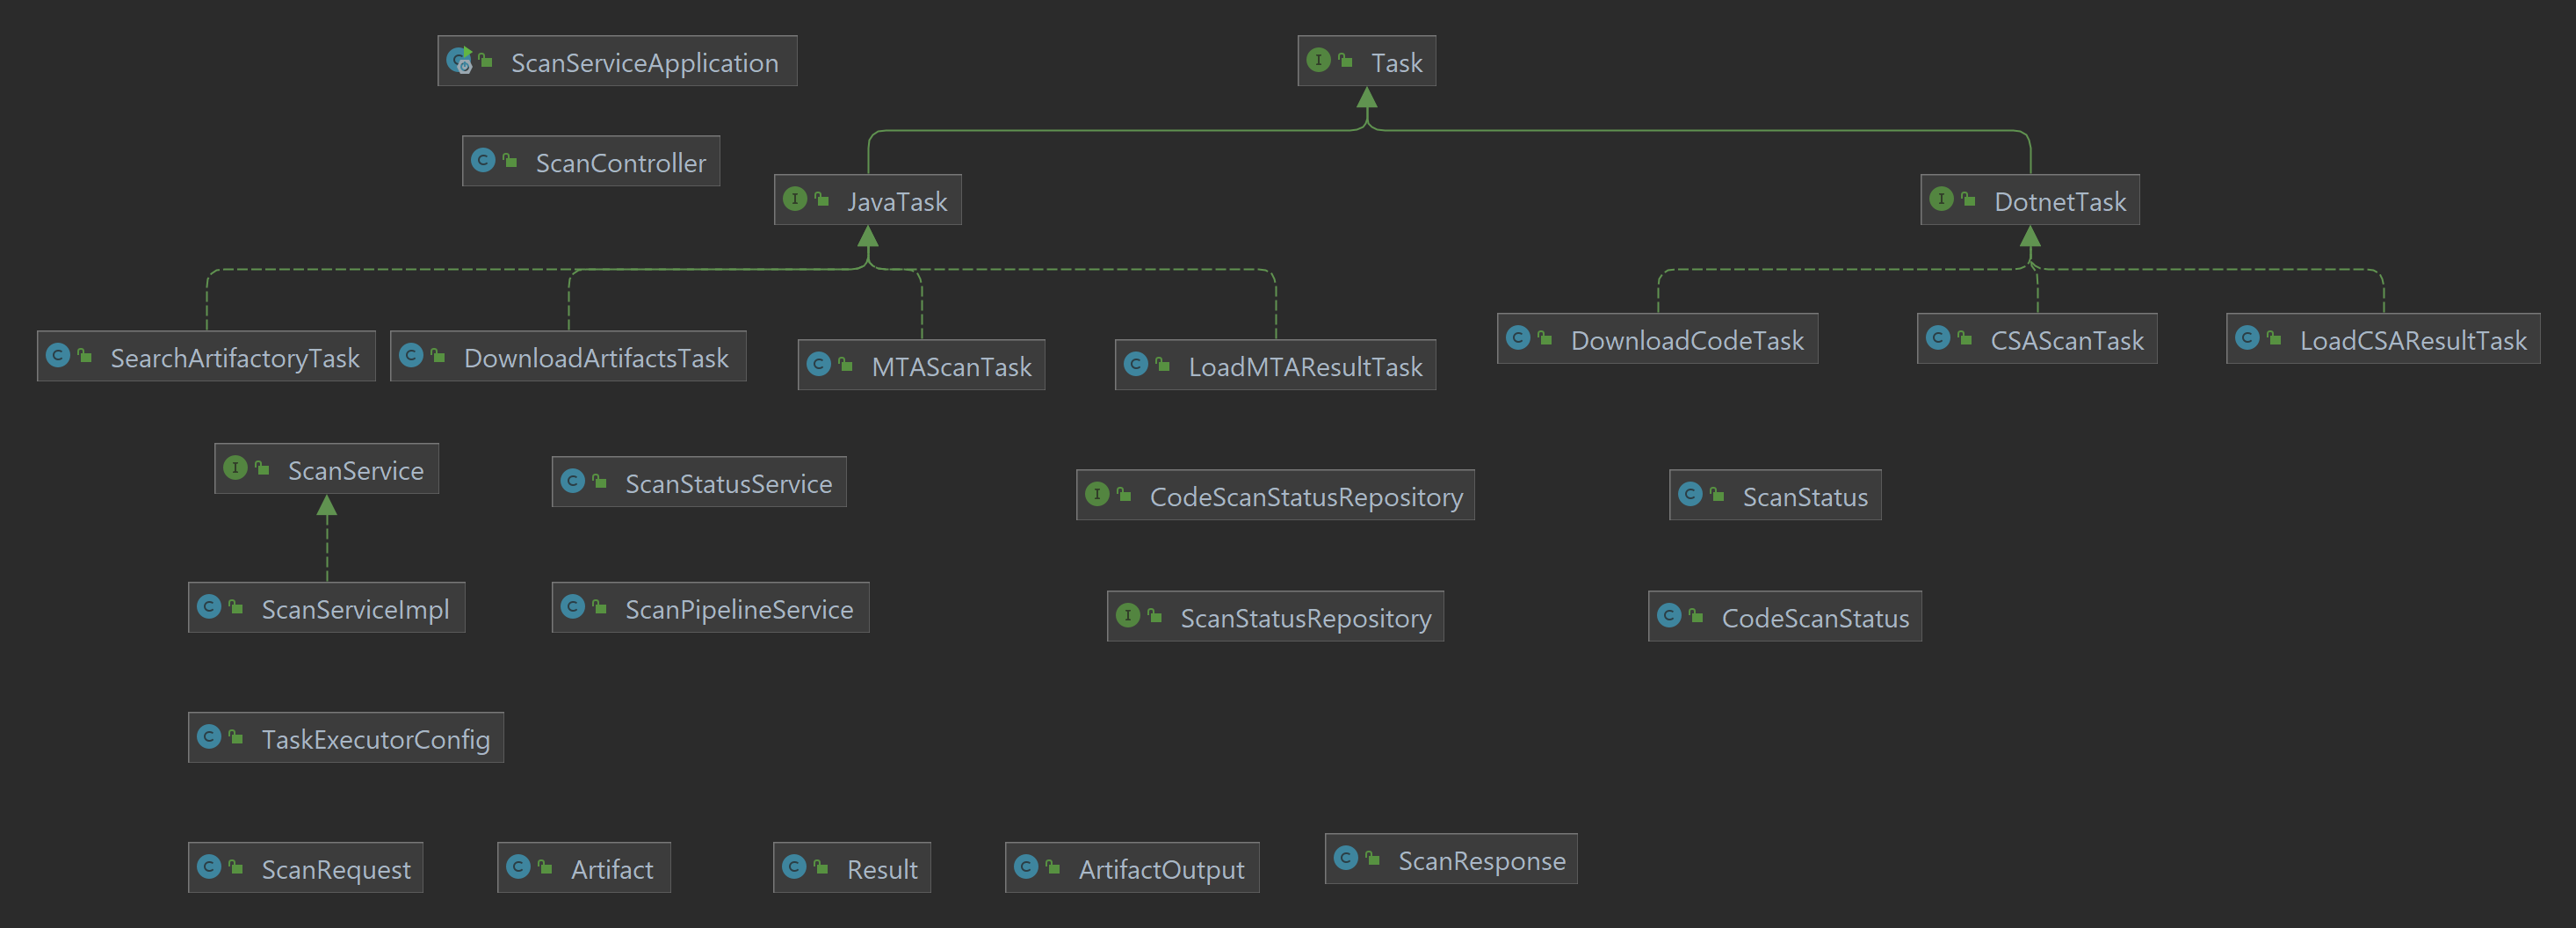 ScanServiceApplication
Task
ScanController
JavaTask
DotnetTask
SearchArtifactoryTask
DownloadArtifactsTask
MTAScanTask
LoadMTAResultTask
DownloadCodeTask
CSAScanTask
LoadCSAResultTask
ScanService
ScanStatusService
CodeScanStatusRepository
ScanStatus
ScanServiceImpl
ScanPipelineService
ScanStatusRepository
CodeScanStatus
TaskExecutorConfig
ScanRequest
Artifact
Result
ArtifactOutput
ScanResponse